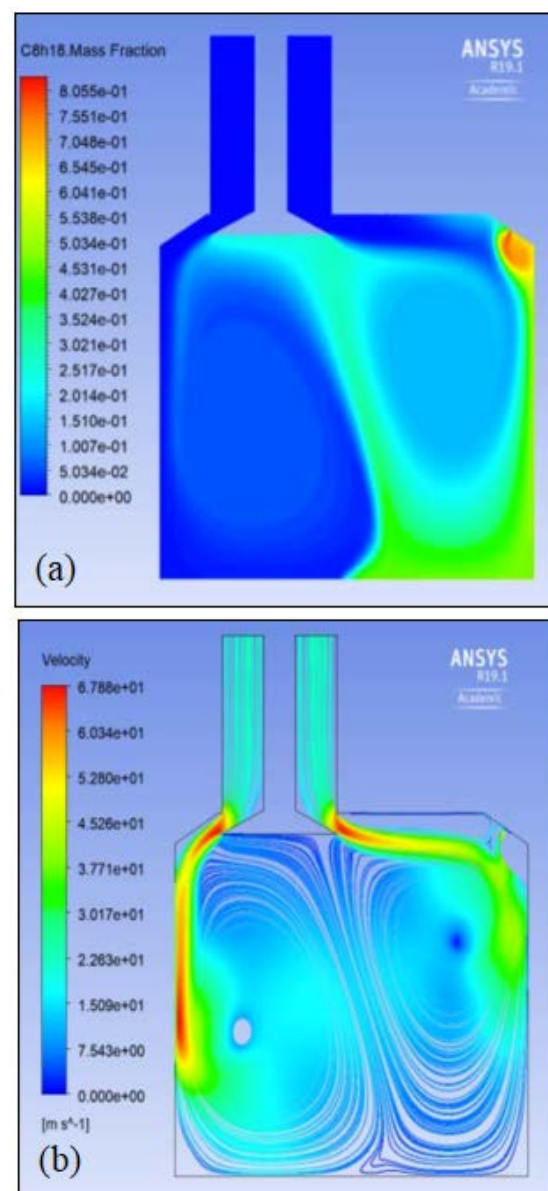 C8h18.Mass Fraction
8.055e-01
7.551e-01
7.048e-01
6.545e-01
6.041e-01
5.538e-01
5.034e-01
4.531e-01
4.027e-01
3.524e-01
3.021e-01
2.517e-01
2.014e-01
1.510e-01
1.007e-01
5.034e-02
0.000e+00
ANSYS
R19.1
Academic
(a)
Velocity
6.788e+01
6.034e+01
5.280e+01
4.526e+01
3.771e+01
3.017e+01
2.263e+01
1.509e+01
7.543e+00
0.000e+00
[m s^-1]
ANSYS
R19.1
Academic
(b)